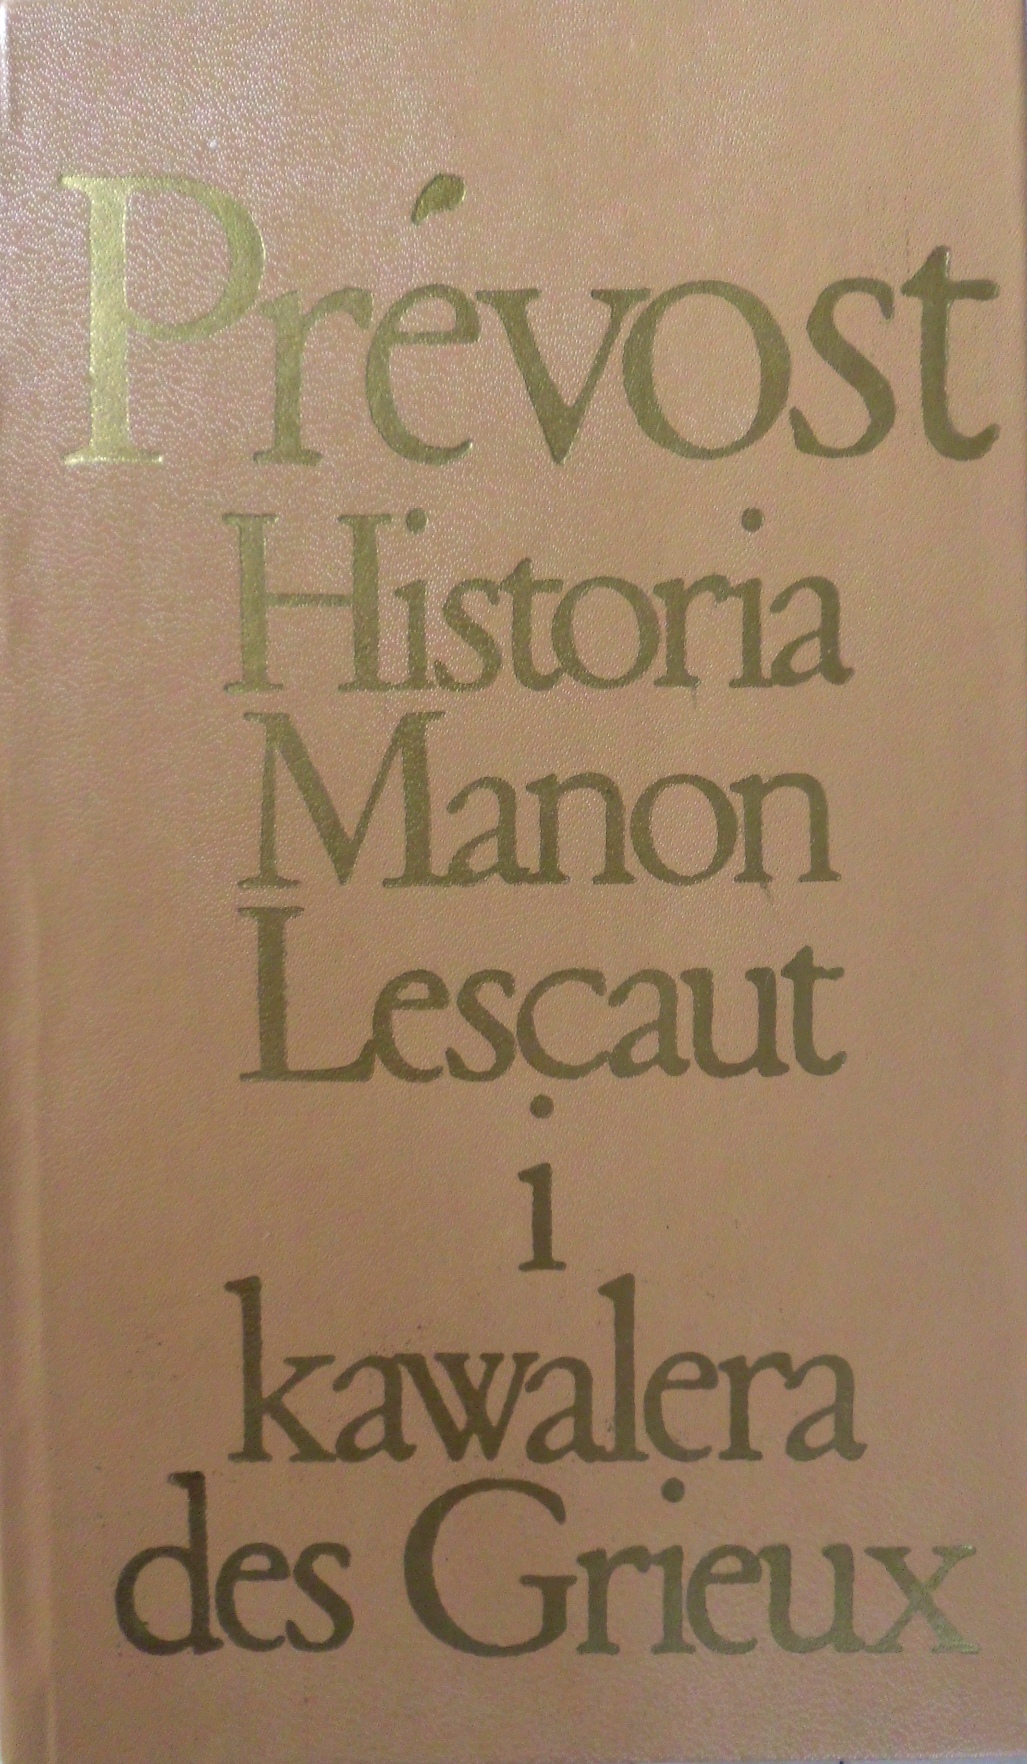 Prévost
Historia
Manon
Lescaut
i
kawalera
des Grieux